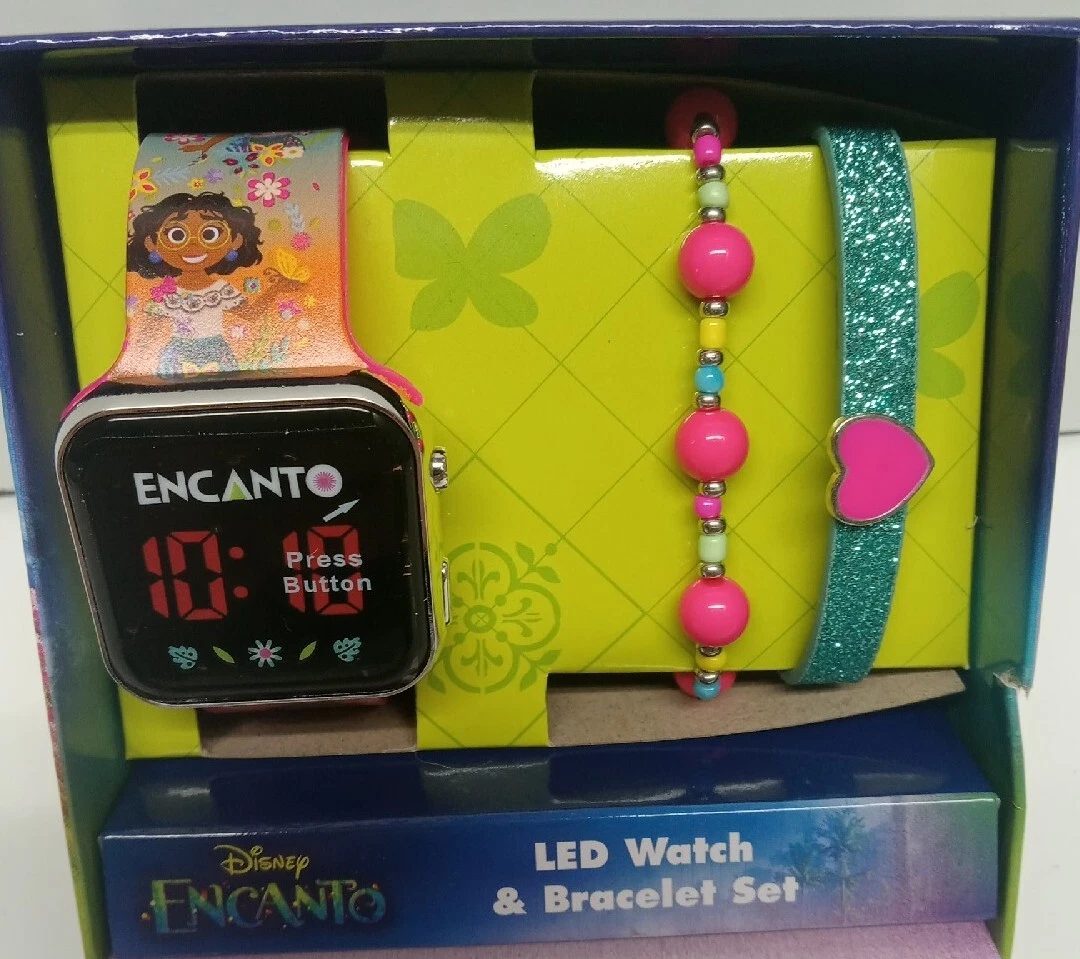 ENCANTO
10:10
Press
Button
Disney
ENCANTO
LED Watch
& Bracelet Set